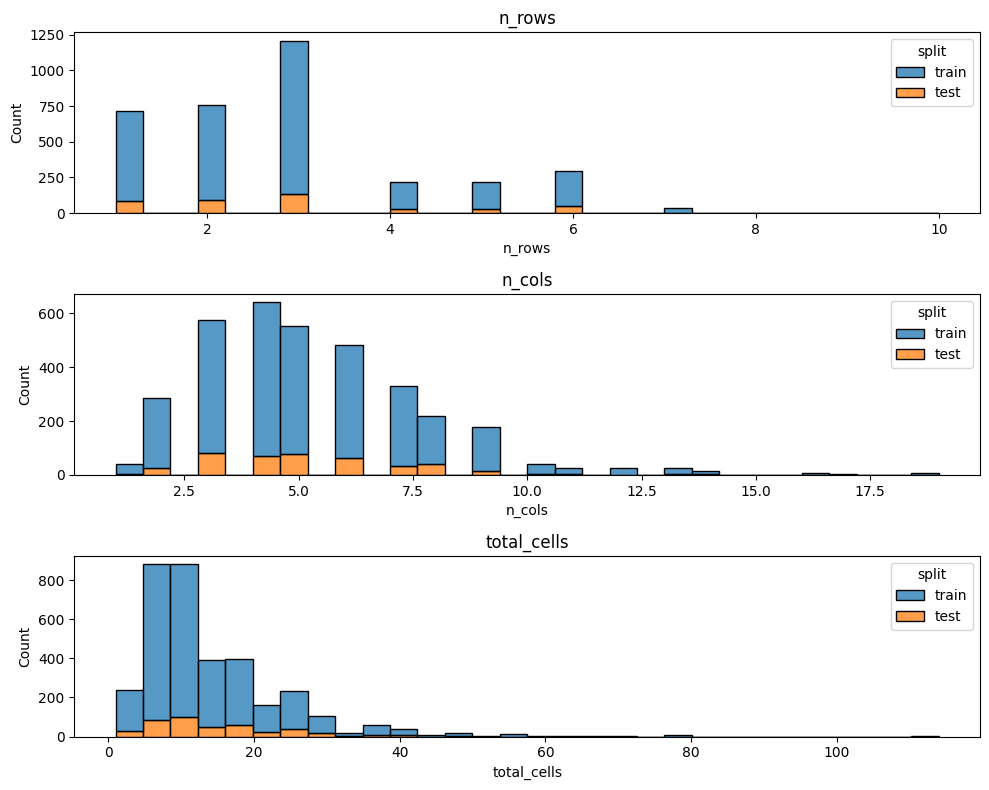 n_rows
1250
1000
750
500
250
0
Count
split
train
test
2
4
6
8
10
n_rows
n_cols
600
400
200
0
Count
split
train
test
2.5
5.0
7.5
10.0
12.5
15.0
17.5
n_cols
total_cells
800
600
400
200
0
Count
split
train
test
0
20
40
60
80
100
total_cells